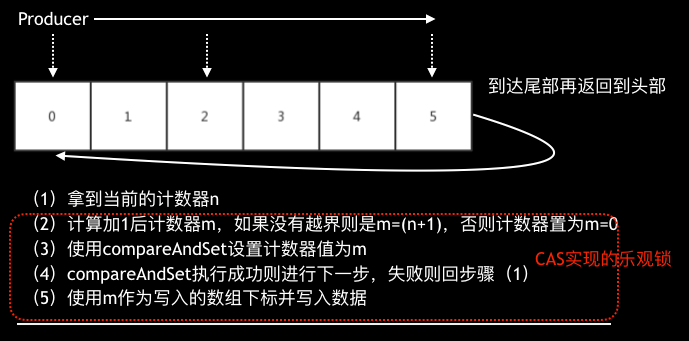 Producer
到达尾部再返回到头部
0 1 2 3 4 5
（1）拿到当前的计数器n
（2）计算加1后计数器m，如果没有越界则是m=(n+1)，否则计数器置为m=0
（3）使用compareAndSet设置计数器值为m
CAS实现的乐观锁
（4）compareAndSet执行成功则进行下一步，失败则回步骤（1）
（5）使用m作为写入的数组下标并写入数据